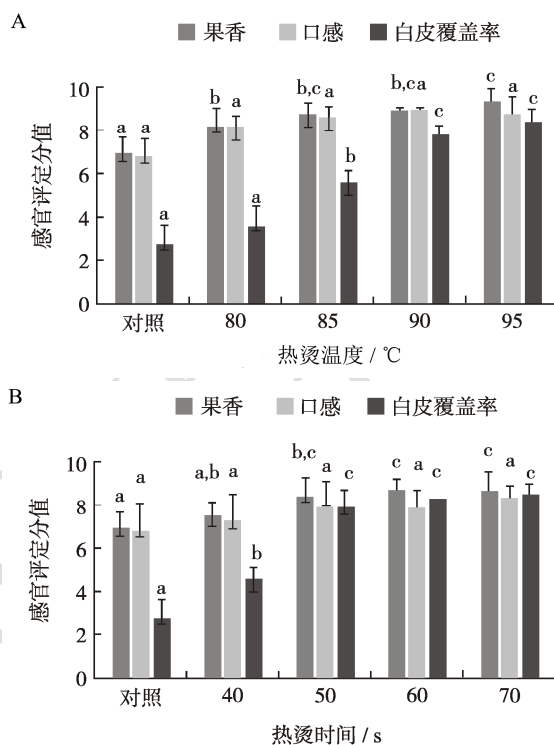 A
果香 口感 白皮覆盖率
感官评定分值
10
8
6
4
2
0
a a a
b a a
b,c a b
b,c a c
c a c
对照 80 85 90 95
热烫温度 / ℃
B
果香 口感 白皮覆盖率
感官评定分值
10
8
6
4
2
0
a a a
a,b a b
b,c a c
c a c
c a c
对照 40 50 60 70
热烫时间 / s